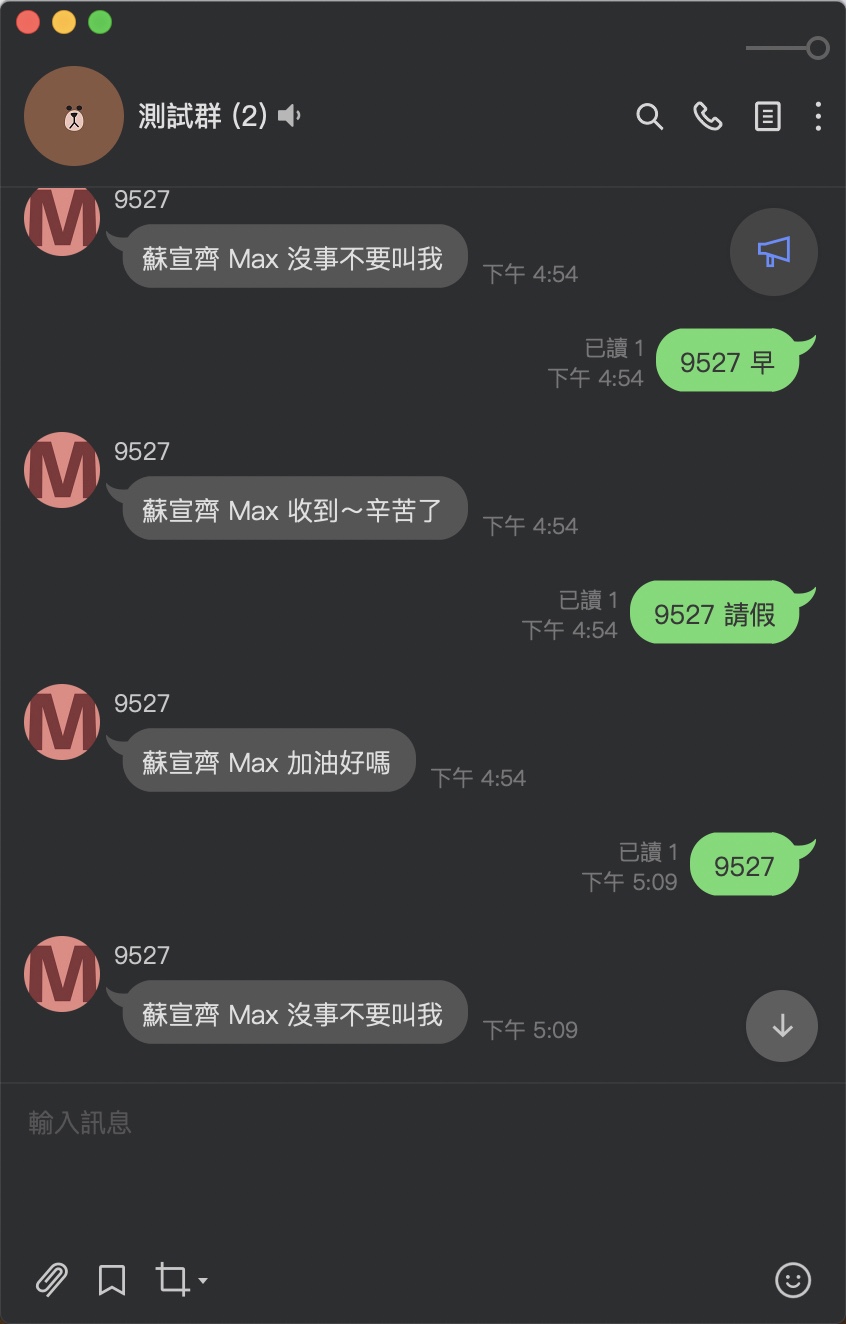 測試群 (2)
9527
蘇宣齊 Max 沒事不要叫我
下午 4:54
已讀 1
下午 4:54
9527 早
9527
蘇宣齊 Max 收到～辛苦了
下午 4:54
已讀 1
下午 4:54
9527 請假
9527
蘇宣齊 Max 加油好嗎
下午 4:54
已讀 1
下午 5:09
9527
9527
蘇宣齊 Max 沒事不要叫我
下午 5:09
輸入訊息